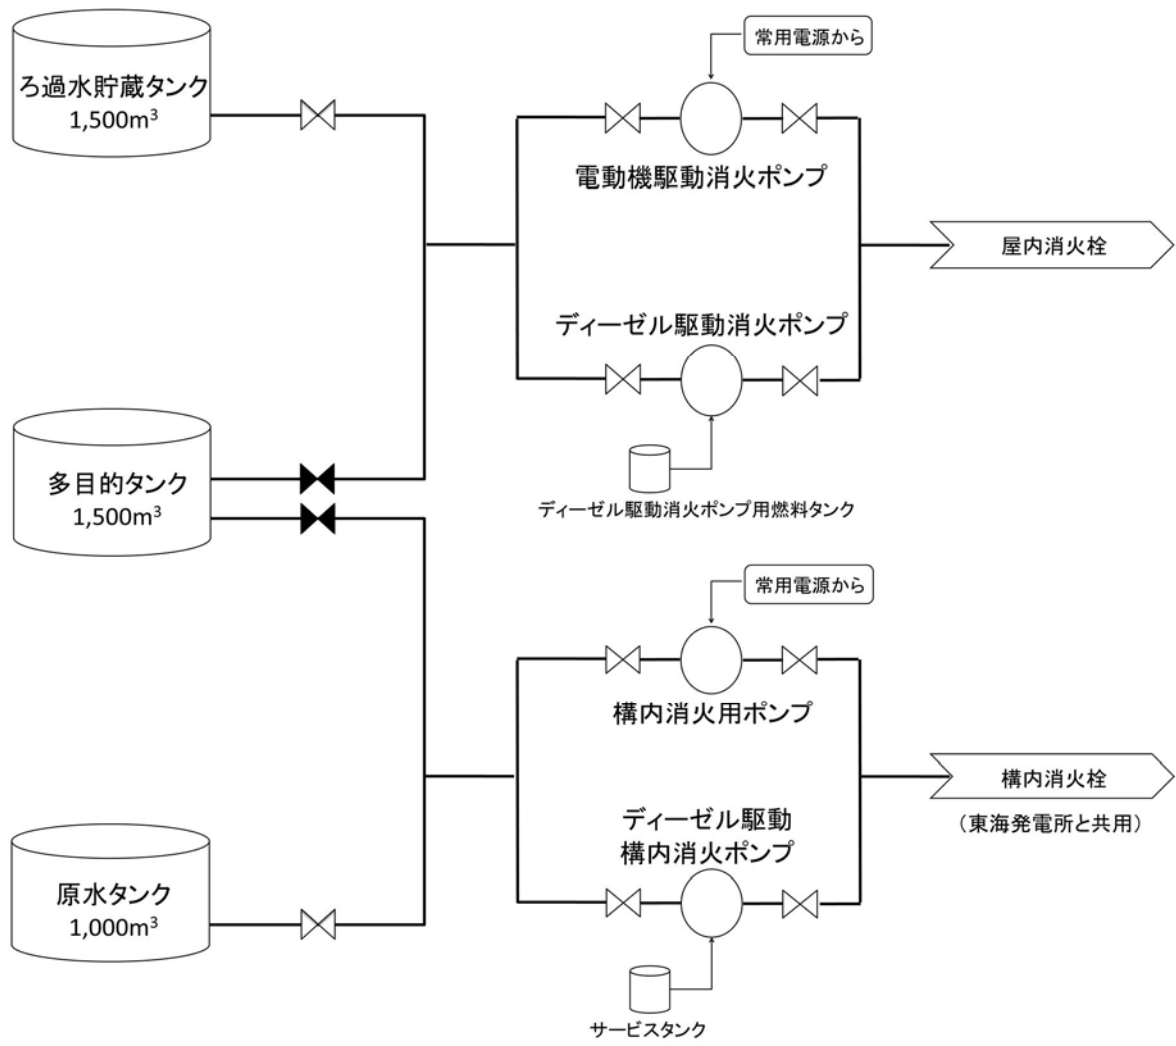 ろ過水貯蔵タンク
1,500m³
常用電源から
電動機駆動消火ポンプ
屋内消火栓
ディーゼル駆動消火ポンプ
ディーゼル駆動消火ポンプ用燃料タンク
多目的タンク
1,500m³
常用電源から
構内消火用ポンプ
構内消火栓
（東海発電所と共用）
ディーゼル駆動
構内消火ポンプ
原水タンク
1,000m³
サービスタンク